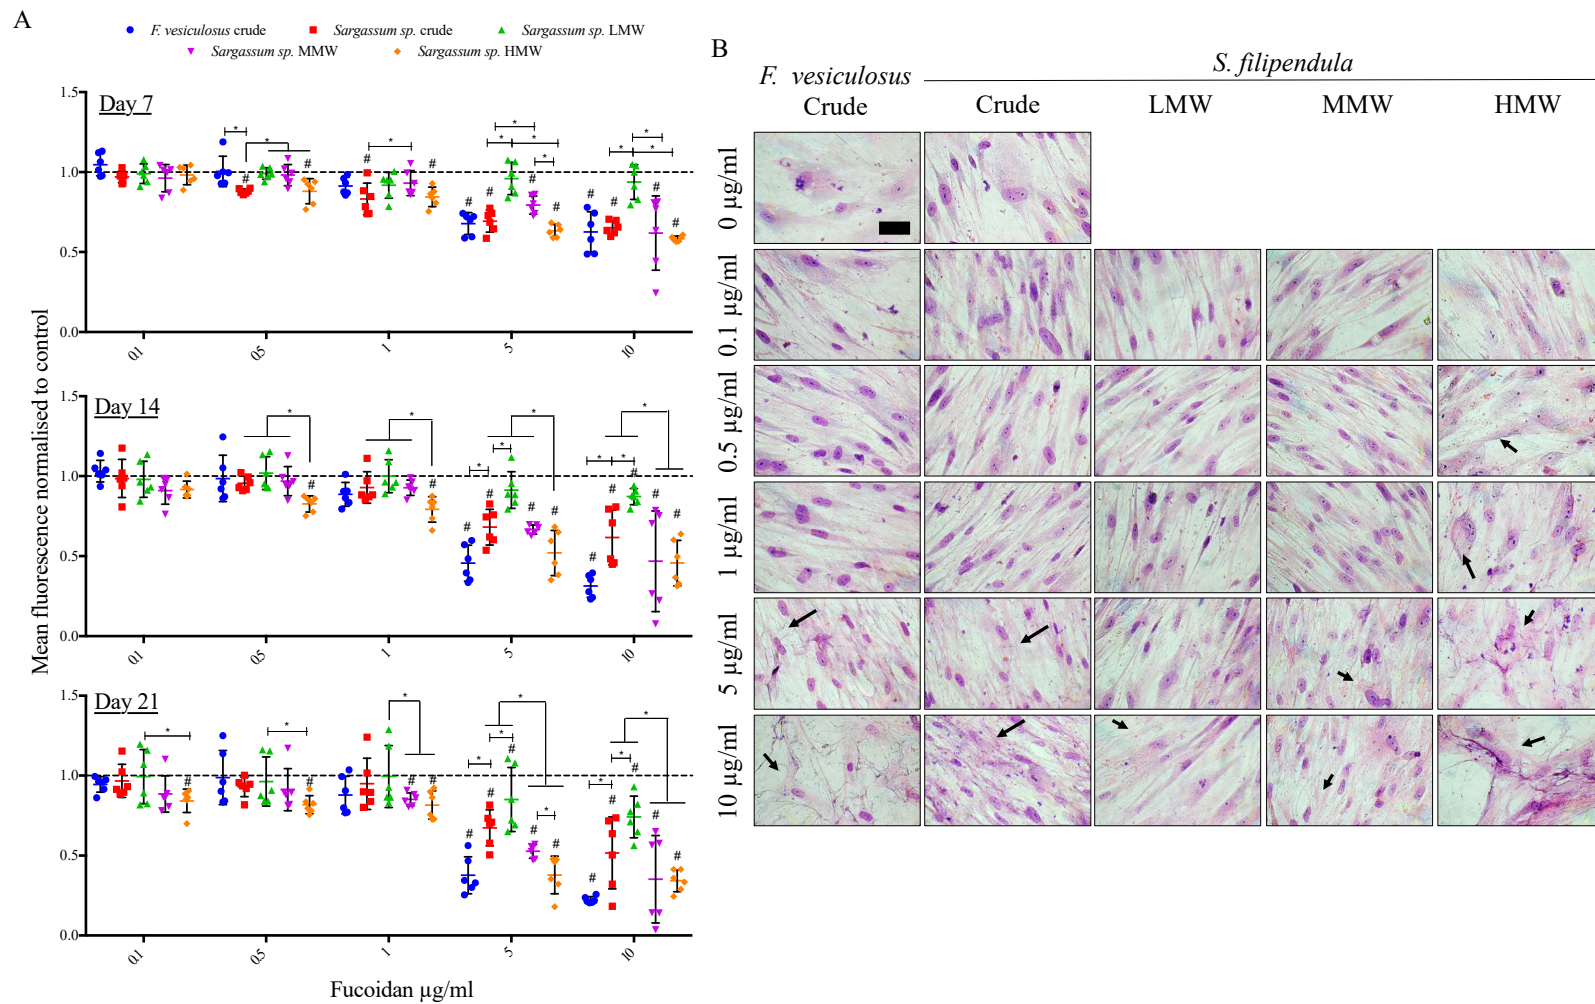 A
F. vesiculosus crude
Sargassum sp. crude
Sargassum sp. LMW
Sargassum sp. MMW
Sargassum sp. HMW
Mean fluorescence normalised to control
Day 7
1.5
1.0
0.5
0.0
* * * * * * * * * *
# # # # # # # # # # # #
0.1 0.5 1 5 10
Day 14
1.5
1.0
0.5
0.0
* * * * * * * *
# # # # # # # # # # #
0.1 0.5 1 5 10
Day 21
1.5
1.0
0.5
0.0
* * * * * * * * * *
# # # # # # # # # # # # # #
0.1 0.5 1 5 10
Fucoidan µg/ml
B
F. vesiculosus
S. filipendula
Crude Crude LMW MMW HMW
0 µg/ml
0.1 µg/ml
0.5 µg/ml
1 µg/ml
5 µg/ml
10 µg/ml